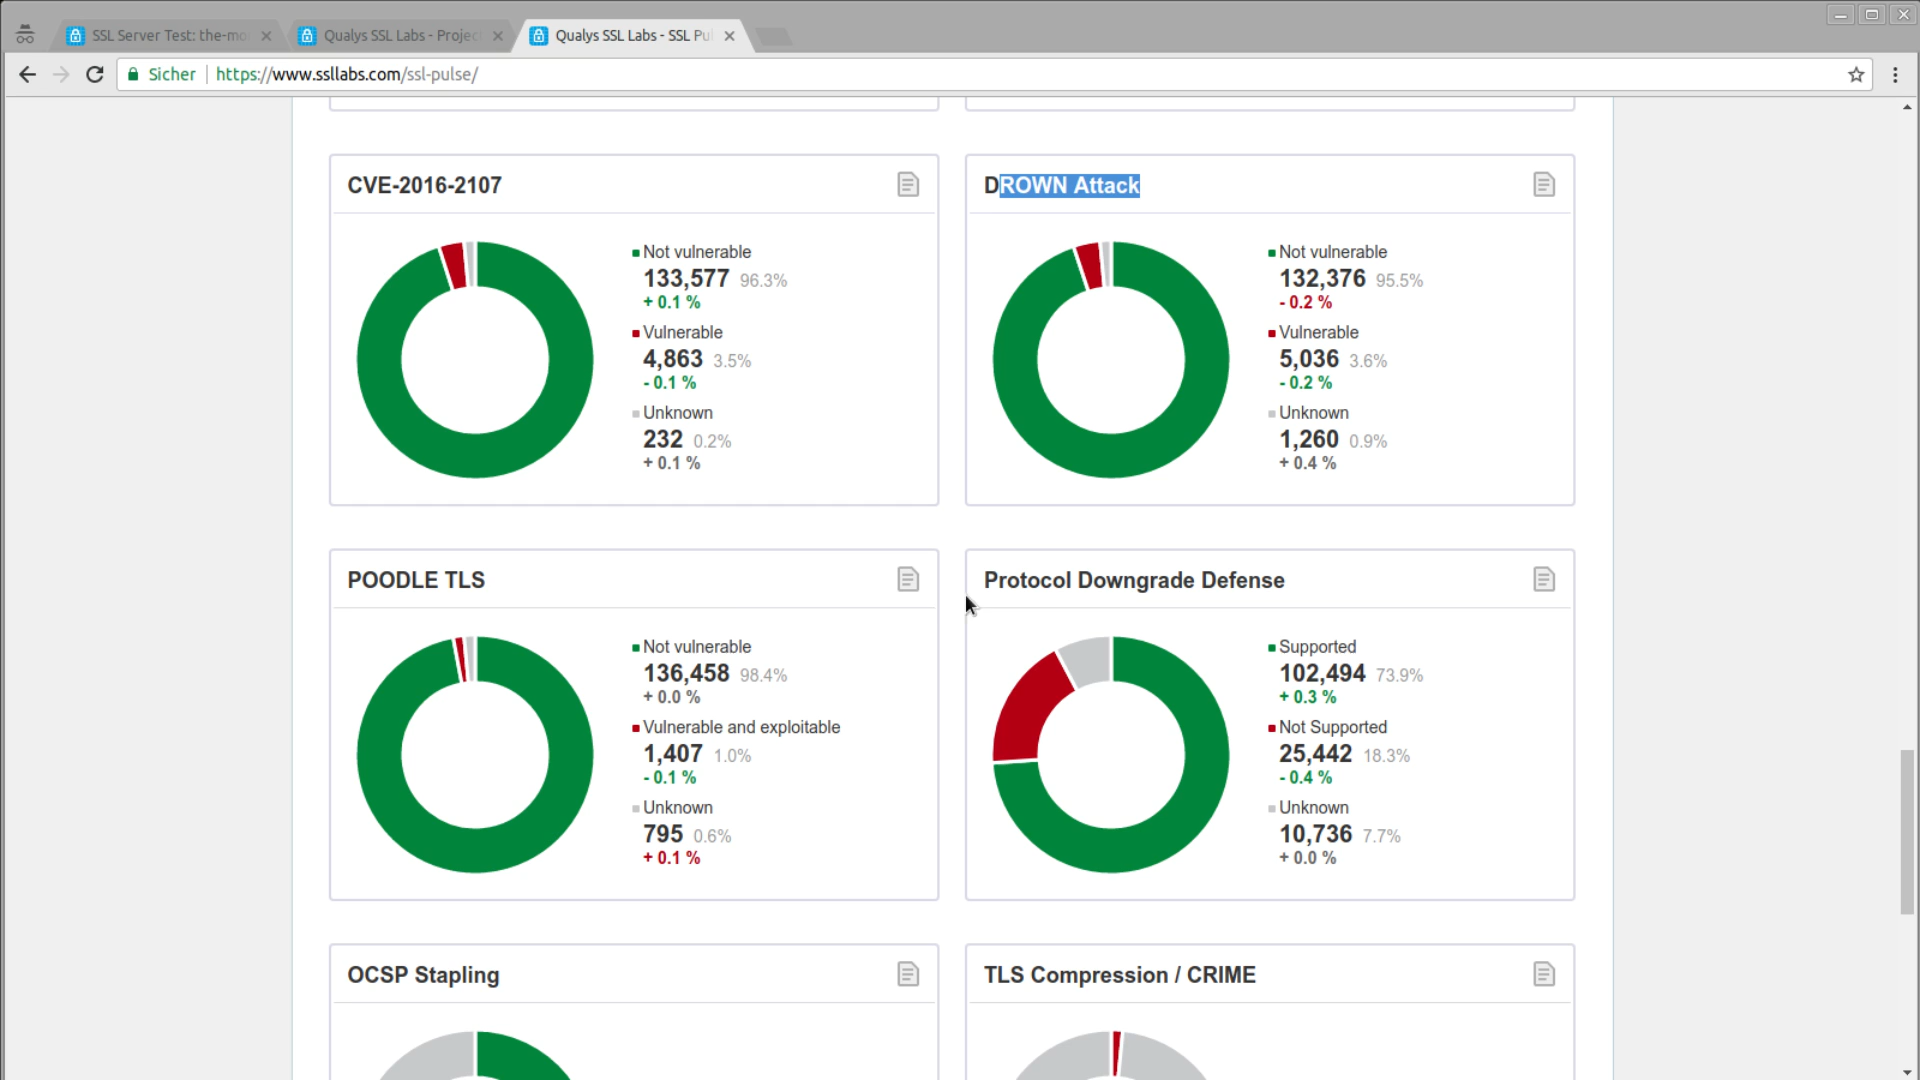 SSL Server Test: the-mo
Qualys SSL Labs - Projec
Qualys SSL Labs - SSL Pu
Sicher
https://www.ssllabs.com/ssl-pulse/
CVE-2016-2107
Not vulnerable
133,577 96.3%
+ 0.1 %
Vulnerable
4,863 3.5%
- 0.1 %
Unknown
232 0.2%
+ 0.1 %
DROWN Attack
Not vulnerable
132,376 95.5%
- 0.2 %
Vulnerable
5,036 3.6%
- 0.2 %
Unknown
1,260 0.9%
+ 0.4 %
POODLE TLS
Not vulnerable
136,458 98.4%
+ 0.0 %
Vulnerable and exploitable
1,407 1.0%
- 0.1 %
Unknown
795 0.6%
+ 0.1 %
Protocol Downgrade Defense
Supported
102,494 73.9%
+ 0.3 %
Not Supported
25,442 18.3%
- 0.4 %
Unknown
10,736 7.7%
+ 0.0 %
OCSP Stapling
TLS Compression / CRIME